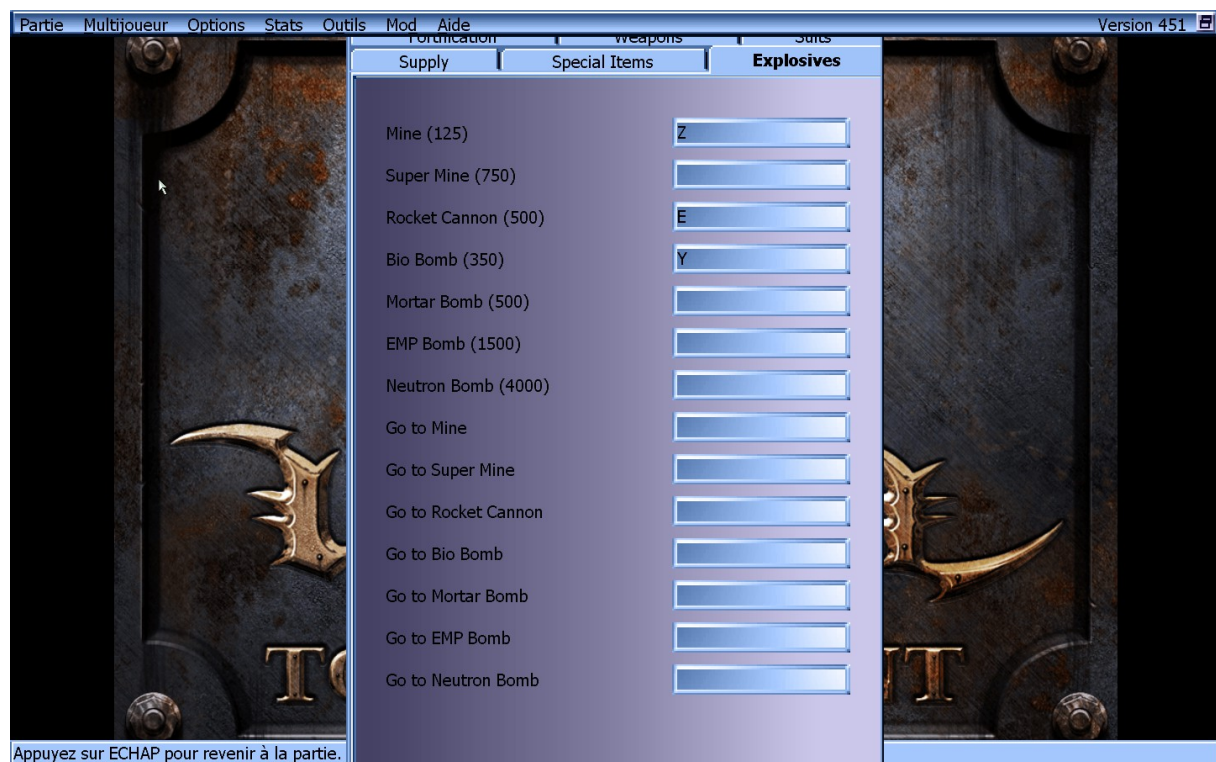 Partie Multijoueur Options Stats Outils Mod Aide Version 451
Fortification Weapons Suits
Supply Special Items Explosives
Mine (125) Z
Super Mine (750)
Rocket Cannon (500) E
Bio Bomb (350) Y
Mortar Bomb (500)
EMP Bomb (1500)
Neutron Bomb (4000)
Go to Mine
Go to Super Mine
Go to Rocket Cannon
Go to Bio Bomb
Go to Mortar Bomb
Go to EMP Bomb
Go to Neutron Bomb
Appuyez sur ECHAP pour revenir à la partie.